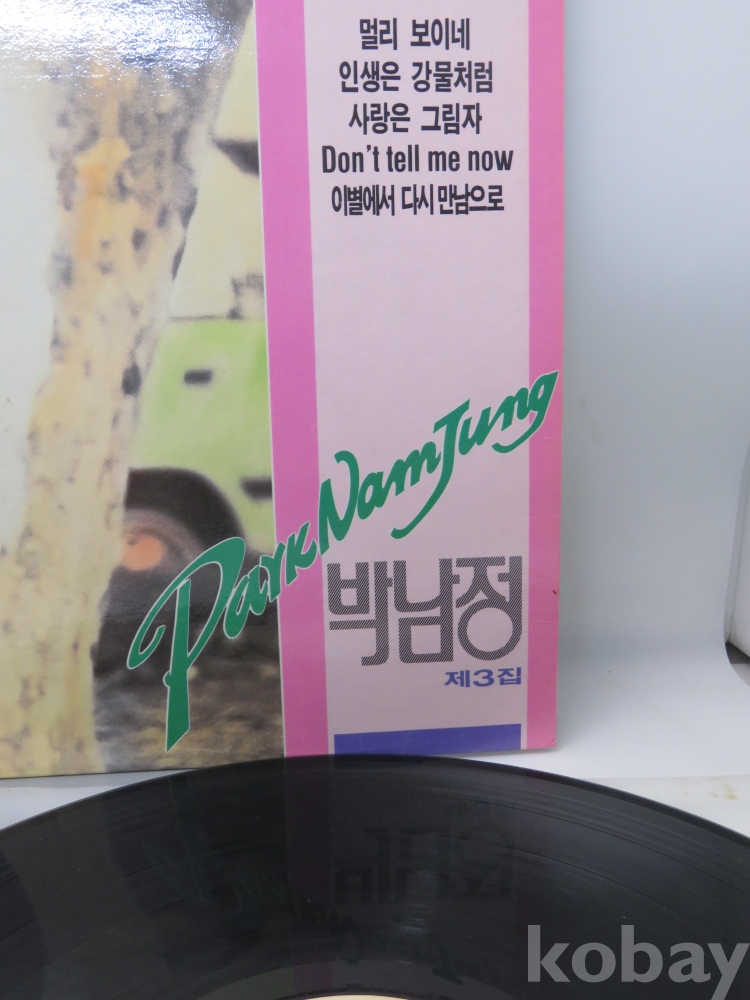 멀리 보이네
인생은 강물처럼
사랑은 그림자
Don't tell me now
이별에서 다시 만남으로
Park Nam Jung
박남정
제3집
kobay